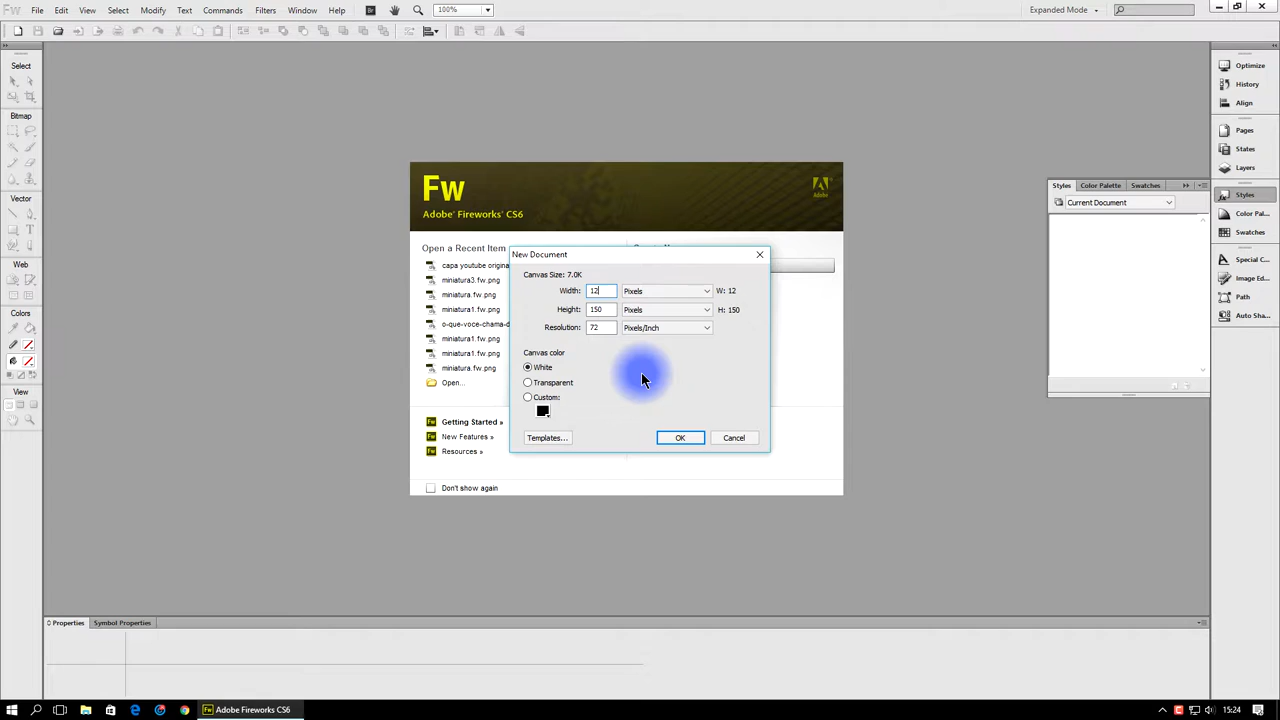 Fw File Edit View Select Modify Text Commands Filters Window Help Br 100% Expanded Mode
Select
Bitmap
Vector
Web
Colors
View
Fw
Adobe® Fireworks® CS6
Adobe
Open a Recent Item
capa youtube origina
miniatura3.fw.png
miniatura.fw.png
miniatura1.fw.png
o-que-voce-chama-d
miniatura1.fw.png
miniatura1.fw.png
miniatura.fw.png
Open...
Fw Getting Started »
Fw New Features »
Fw Resources »
Don't show again
New Document
Canvas Size: 7.0K
Width: 12 Pixels W: 12
Height: 150 Pixels H: 150
Resolution: 72 Pixels/Inch
Canvas color
White
Transparent
Custom:
Templates... OK Cancel
Styles Color Palette Swatches
Current Document
Optimize
History
Align
Pages
States
Layers
Styles
Color Pal...
Swatches
Special C...
Image Ed...
Path
Auto Sha...
Properties Symbol Properties
Adobe Fireworks CS6 15:24